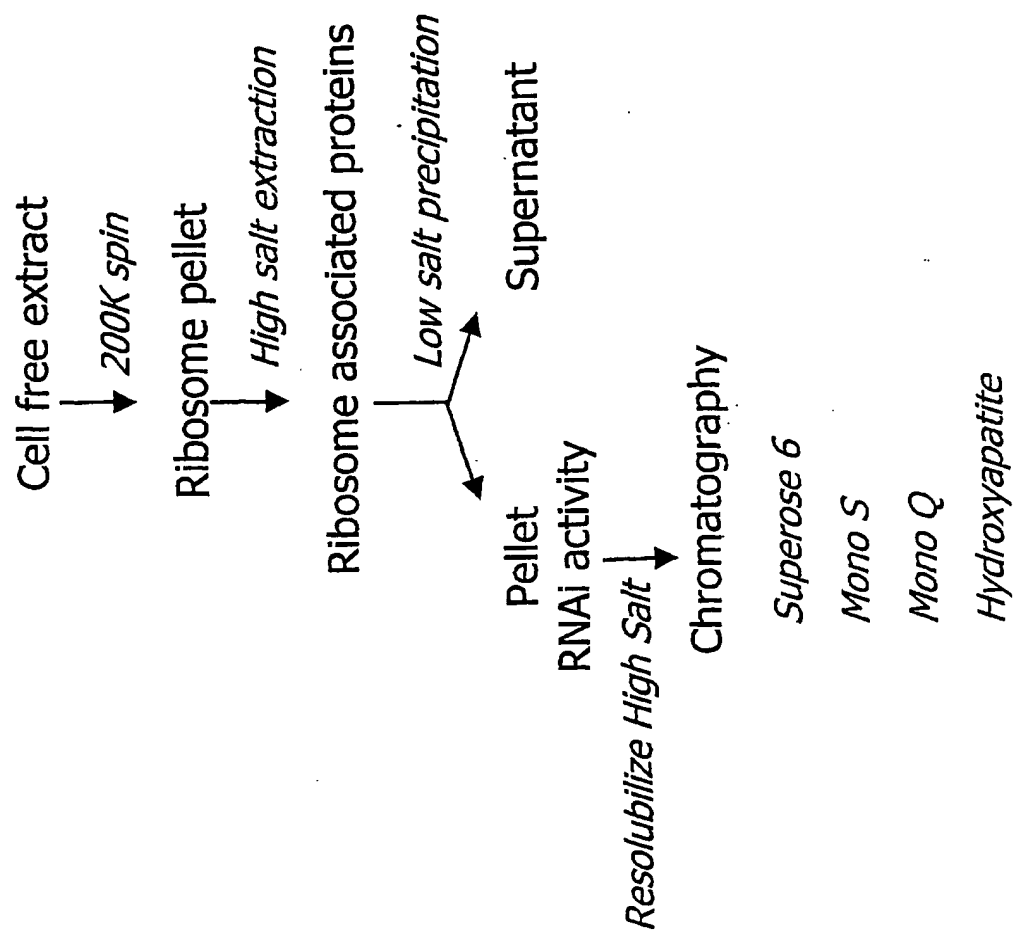 Cell free extract
200K spin
Ribosome pellet
High salt extraction
Ribosome associated proteins
Low salt precipitation
Pellet
Supernatant
RNAi activity
Resolubilize High Salt
Chromatography
Superose 6
Mono S
Mono Q
Hydroxyapatite